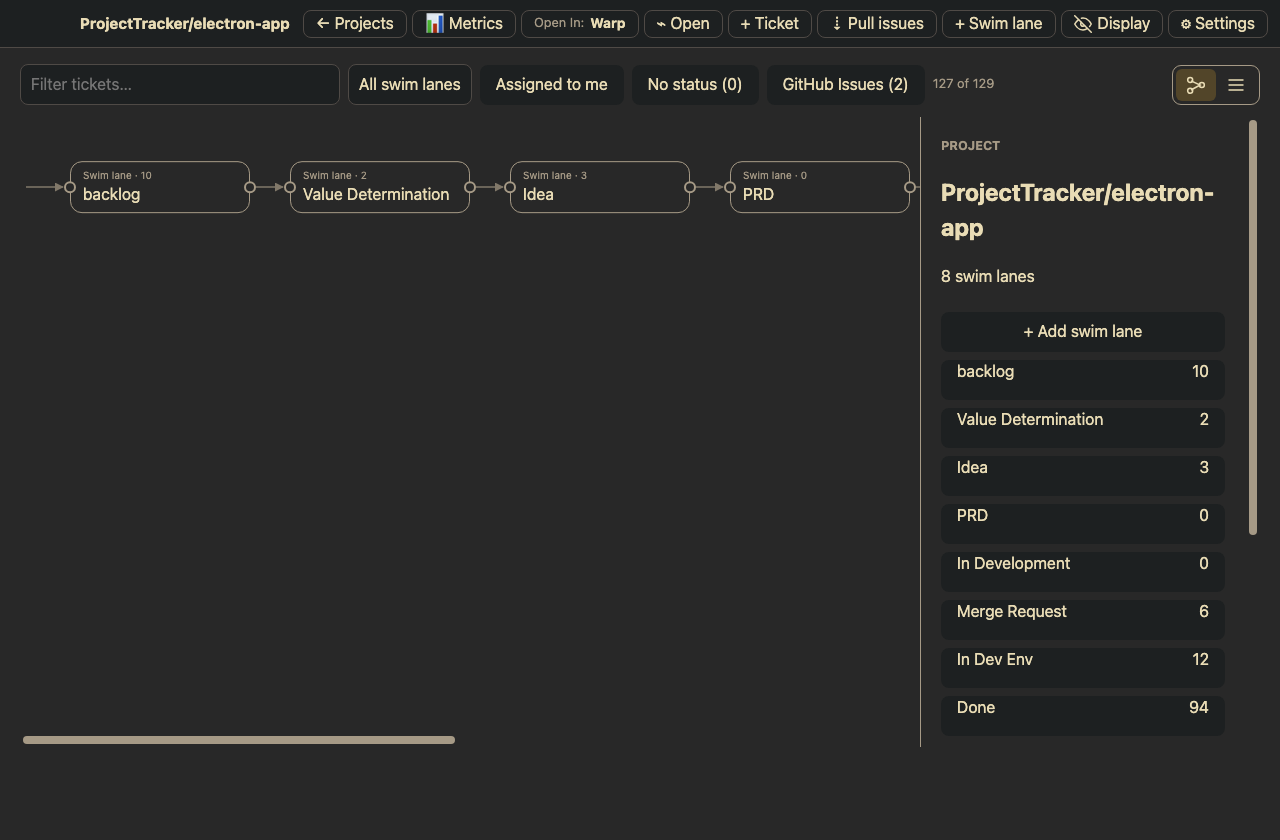 ProjectTracker/electron-app
← Projects
📊 Metrics
Open In: Warp
⌁ Open
+ Ticket
⇣ Pull issues
+ Swim lane
Display
⚙ Settings
Filter tickets...
All swim lanes
Assigned to me
No status (0)
GitHub Issues (2)
127 of 129
Swim lane · 10
backlog
Swim lane · 2
Value Determination
Swim lane · 3
Idea
Swim lane · 0
PRD
PROJECT
ProjectTracker/electron-
app
8 swim lanes
+ Add swim lane
backlog 10
Value Determination 2
Idea 3
PRD 0
In Development 0
Merge Request 6
In Dev Env 12
Done 94